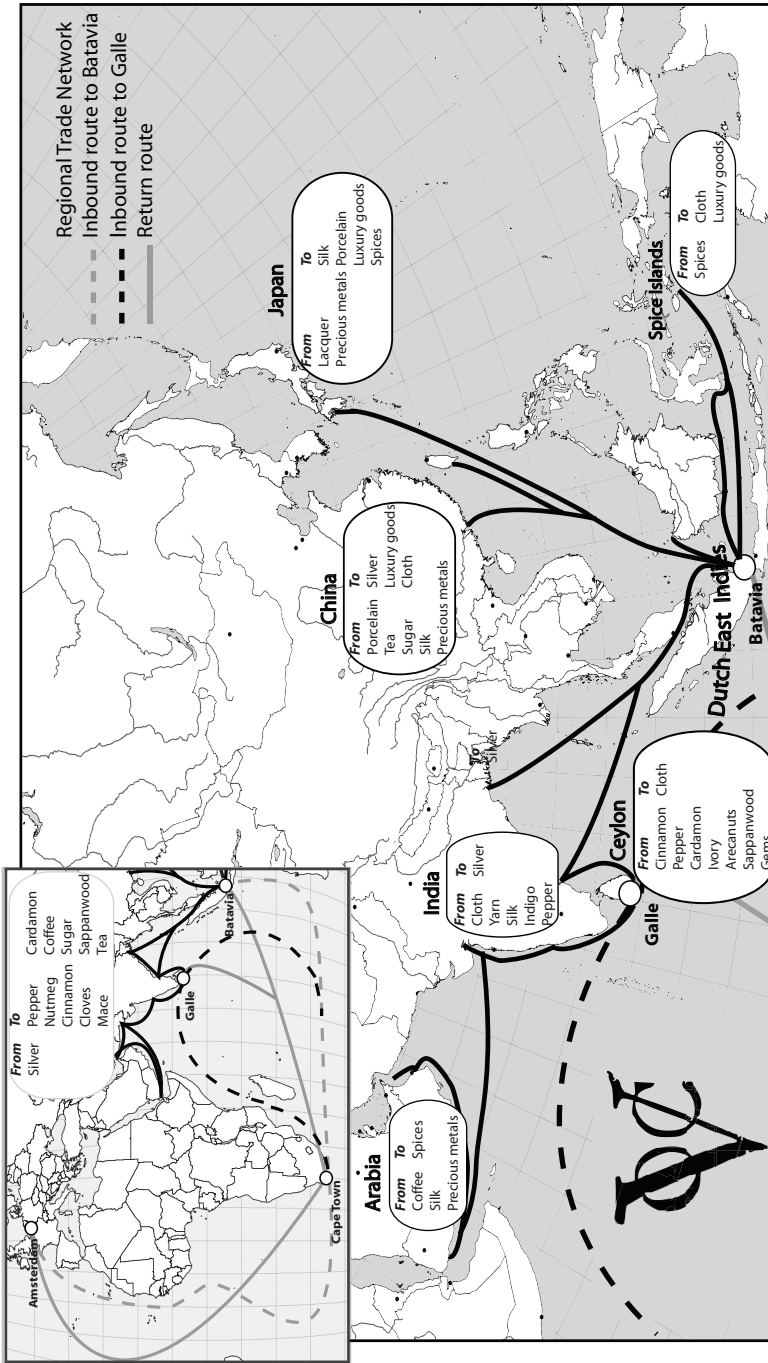 Regional Trade Network
Inbound route to Batavia
Inbound route to Galle
Return route
Amsterdam
Cape Town
Galle
Batavia
From To
Silver Pepper Cardamon
Nutmeg Coffee
Cinnamon Sugar
Cloves Sappanwood
Mace Tea
Arabia
From To
Coffee Spices
Silk
Precious metals
India
From To
Cloth Silver
Yarn
Silk
Indigo
Pepper
To
Silver
China
From To
Porcelain Silver
Tea Luxury goods
Sugar Cloth
Silk
Precious metals
Japan
From To
Lacquer Silk
Precious metals Porcelain
Luxury goods
Spices
Spice Islands
From To
Spices Cloth
Luxury goods
Ceylon
From To
Cinnamon Cloth
Pepper
Cardamon
Ivory
Arecanuts
Sappanwood
Gems
Galle
Dutch East Indies
Batavia
VOC